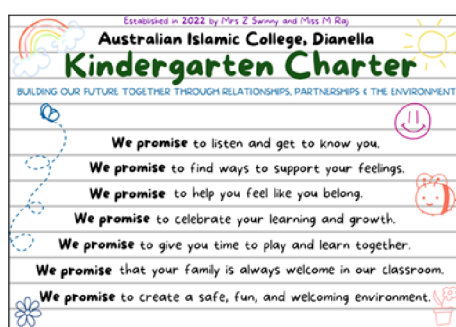 Established in 2022 by Mrs Z Swinny and Miss M Raj
Australian Islamic College, Dianella
Kindergarten Charter
BUILDING OUR FUTURE TOGETHER THROUGH RELATIONSHIPS, PARTNERSHIPS & THE ENVIRONMENT
We promise to listen and get to know you.
We promise to find ways to support your feelings.
We promise to help you feel like you belong.
We promise to celebrate your learning and growth.
We promise to give you time to play and learn together.
We promise that your family is always welcome in our classroom.
We promise to create a safe, fun, and welcoming environment.